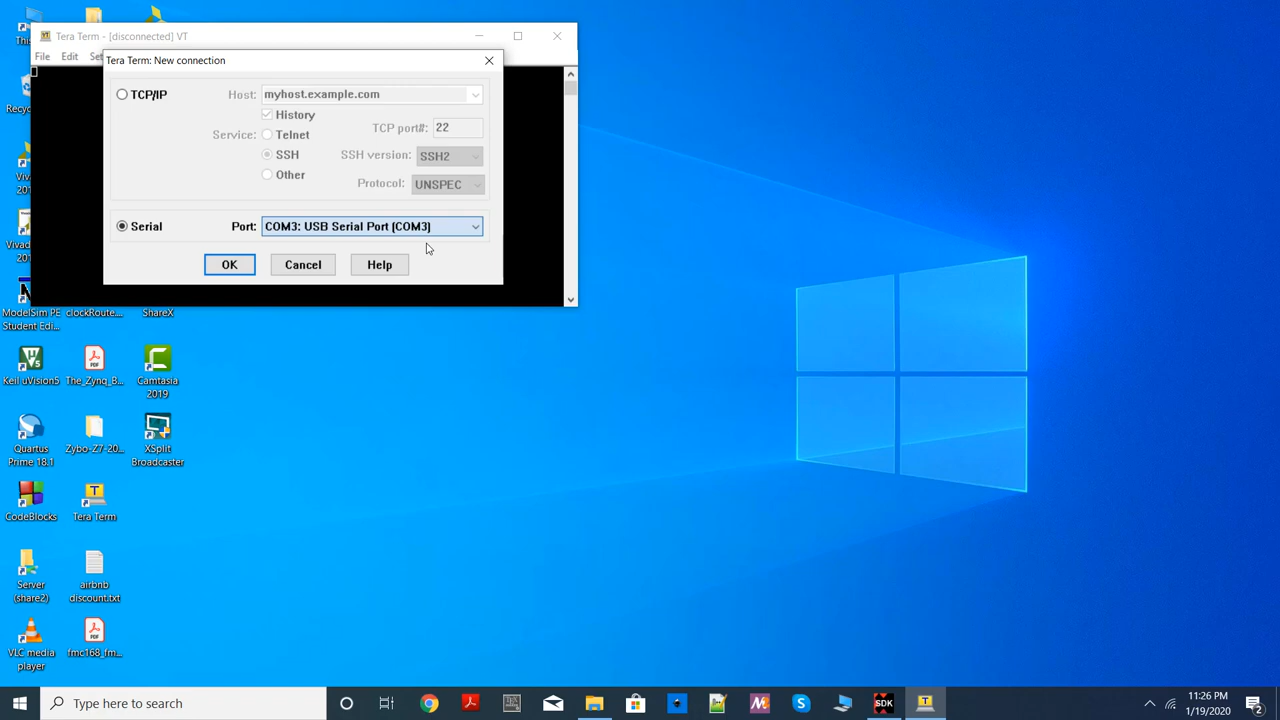 Tera Term - [disconnected] VT
File Edit
Tera Term: New connection
TCP/IP
Host: myhost.example.com
History
Service: Telnet
TCP port#: 22
SSH
SSH version: SSH2
Other
Protocol: UNSPEC
Serial
Port: COM3: USB Serial Port (COM3)
OK Cancel Help
ModelSim PE
Student Edi...
clockRoute....
ShareX
Keil uVision5
The_Zynq_B...
Camtasia
2019
Quartus
Prime 18.1
Zybo-Z7-20...
XSplit
Broadcaster
CodeBlocks
Tera Term
Server
(share2)
airbnb
discount.txt
VLC media
player
fmc168_fm...
Type here to search
SDK
11:26 PM
1/19/2020
2